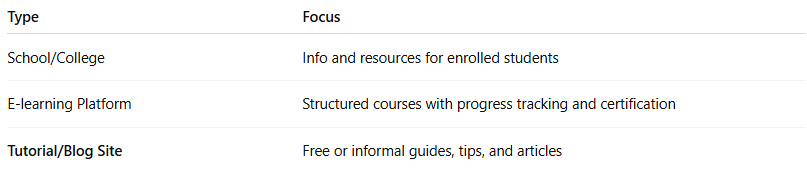 Type Focus
School/College Info and resources for enrolled students
E-learning Platform Structured courses with progress tracking and certification
Tutorial/Blog Site Free or informal guides, tips, and articles